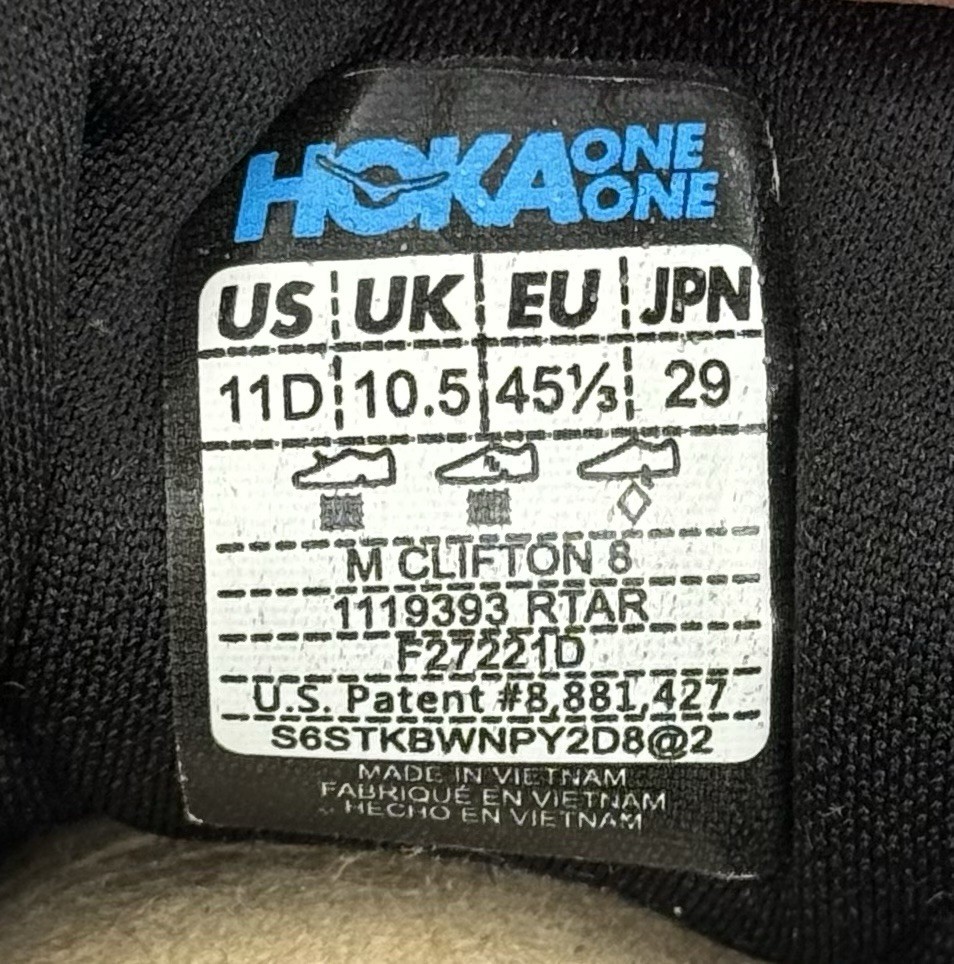 HOKA ONE ONE
US UK EU JPN
11D 10.5 45⅓ 29
M CLIFTON 8
1119393 RTAR
F27221D
U.S. Patent #8,881,427
S6STKBWNPY2D8@2
MADE IN VIETNAM
FABRIQUÉ EN VIETNAM
HECHO EN VIETNAM